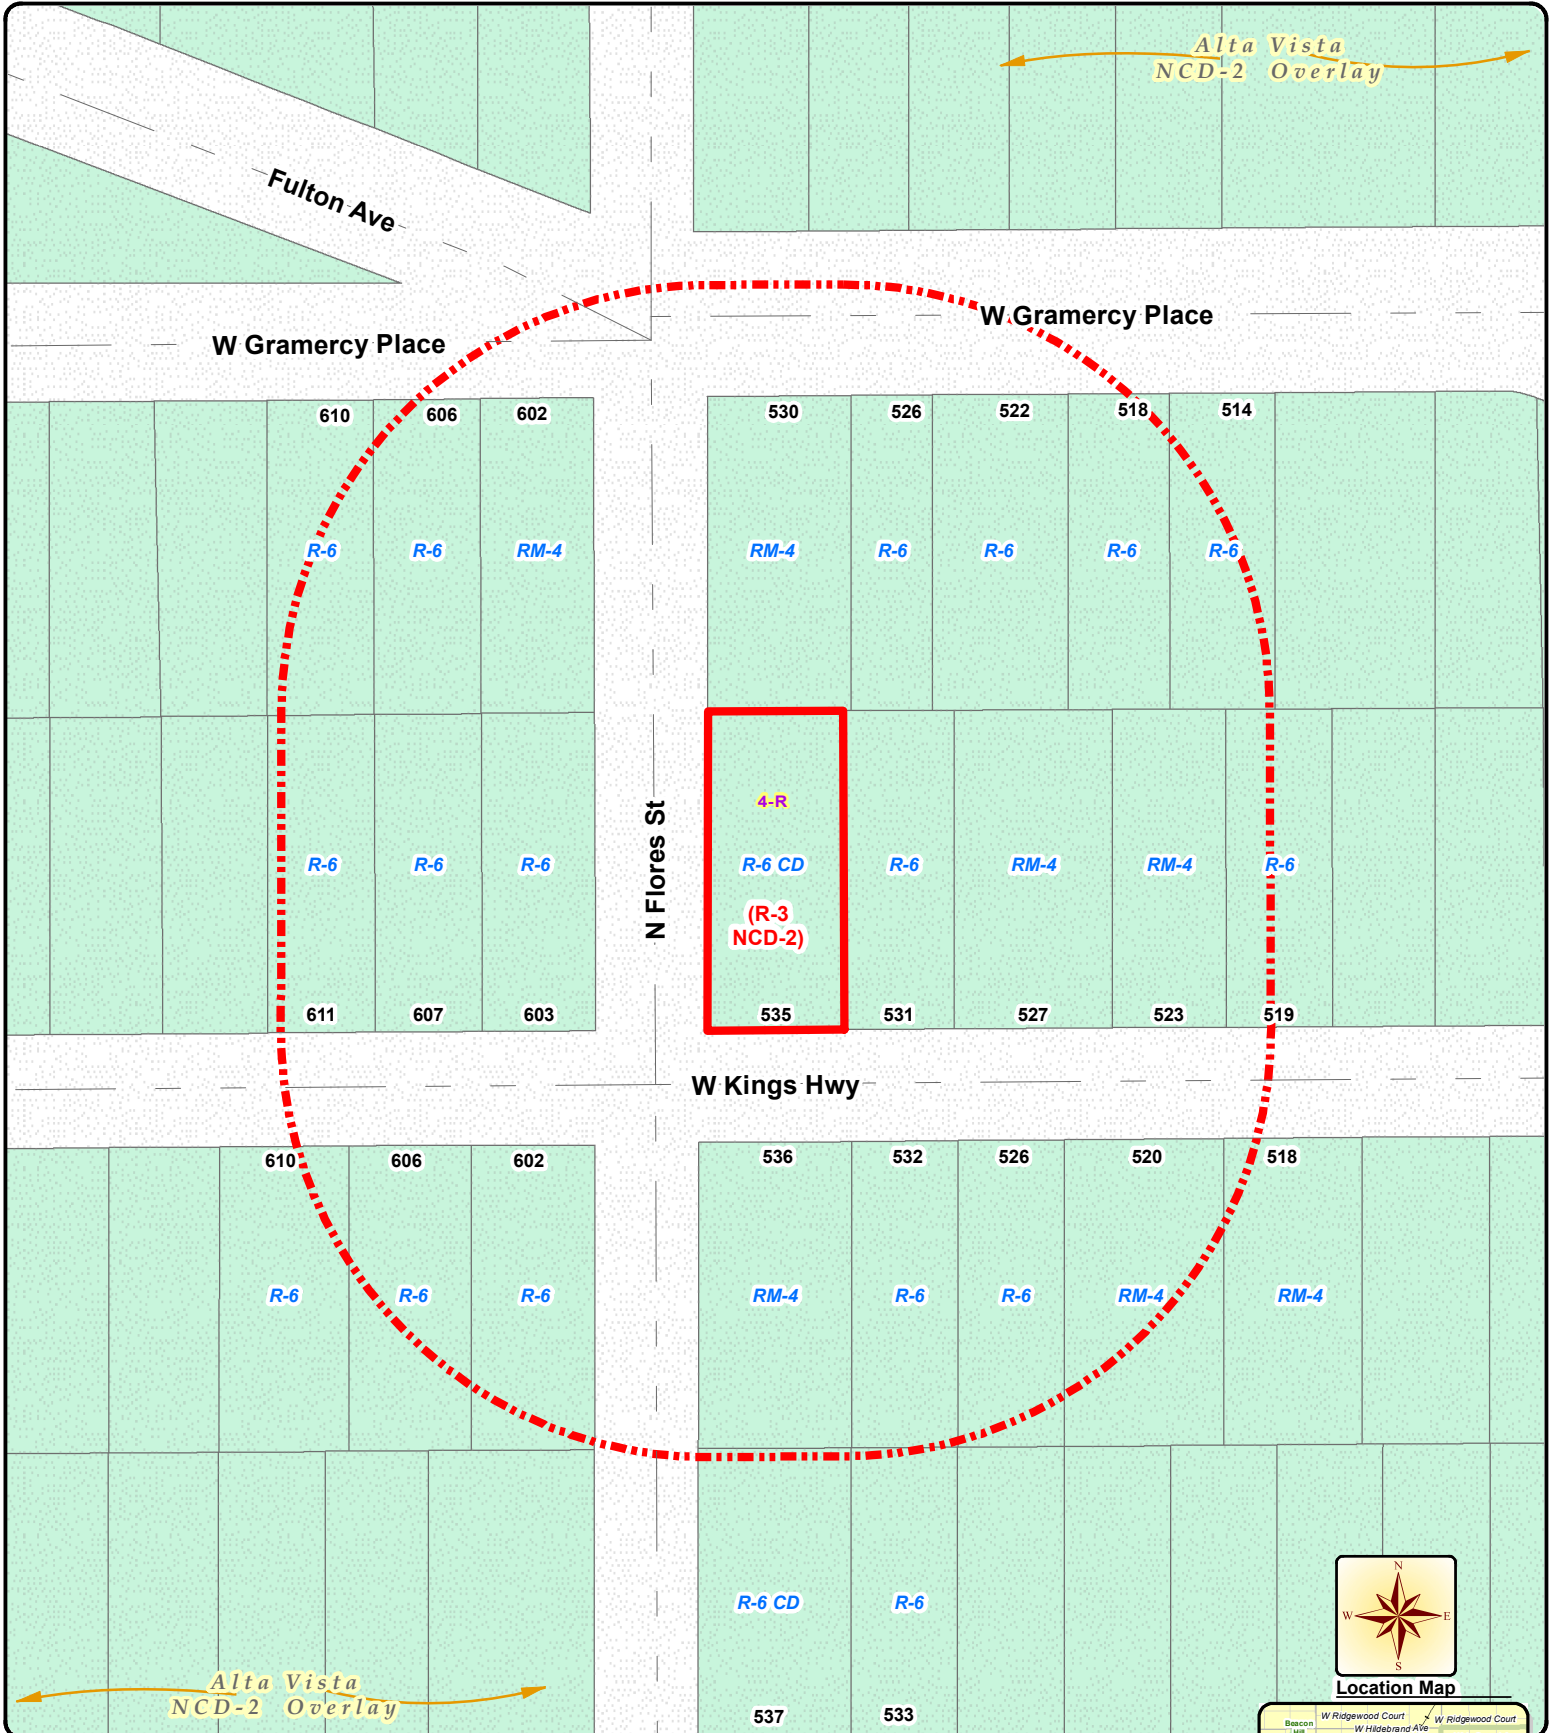 Alta Vista
NCD-2 Overlay
Fulton Ave
W Gramercy Place
W Gramercy Place
610
606
602
530
526
522
518
514
R-6
R-6
RM-4
RM-4
R-6
R-6
R-6
R-6
N Flores St
4-R
R-6
R-6
R-6
R-6 CD
R-6
RM-4
RM-4
R-6
(R-3
NCD-2)
611
607
603
535
531
527
523
519
W Kings Hwy
610
606
602
536
532
526
520
518
R-6
R-6
R-6
RM-4
R-6
R-6
RM-4
RM-4
R-6 CD
R-6
N
W
E
S
Alta Vista
NCD-2 Overlay
Location Map
537
533
Beacon
Hill
W Ridgewood Court
W Ridgewood Court
W Hildebrand Ave